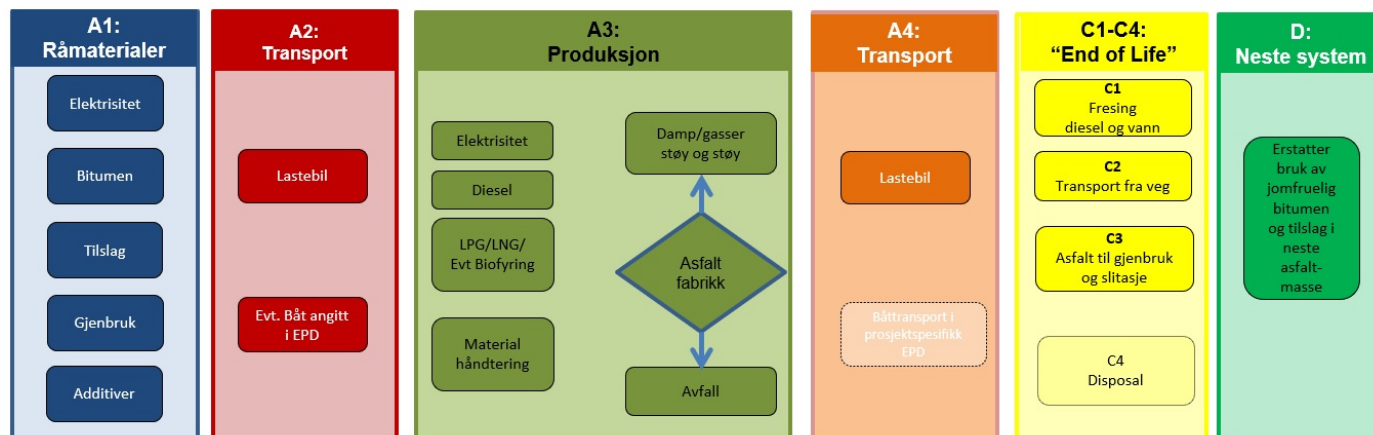 A1:
Råmaterialer
Elektrisitet
Bitumen
Tilslag
Gjenbruk
Additiver
A2:
Transport
Lastebil
Evt. Båt angitt
i EPD
A3:
Produksjon
Elektrisitet
Diesel
LPG/LNG/
Evt Biofyring
Material
håndtering
Damp/gasser
støy og støy
Asfalt
fabrikk
Avfall
A4:
Transport
Lastebil
Båttransport i
prosjektspesifikk
EPD
C1-C4:
“End of Life”
C1
Fresing
diesel og vann
C2
Transport fra veg
C3
Asfalt til gjenbruk
og slitasje
C4
Disposal
D:
Neste system
Erstatter
bruk av
jomfruelig
bitumen
og tilslag i
neste
asfalt-
masse